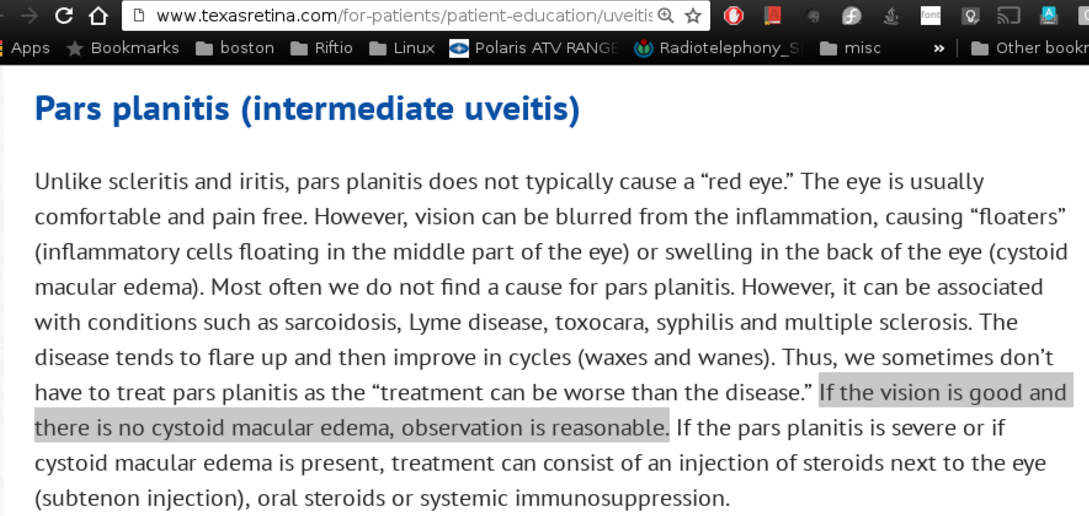 www.texasretina.com/for-patients/patient-education/uveitis
Apps Bookmarks boston Riftio Linux Polaris ATV RANGE Radiotelephony_S misc » Other bookr
Pars planitis (intermediate uveitis)
Unlike scleritis and iritis, pars planitis does not typically cause a “red eye.” The eye is usually
comfortable and pain free. However, vision can be blurred from the inflammation, causing “floaters”
(inflammatory cells floating in the middle part of the eye) or swelling in the back of the eye (cystoid
macular edema). Most often we do not find a cause for pars planitis. However, it can be associated
with conditions such as sarcoidosis, Lyme disease, toxocara, syphilis and multiple sclerosis. The
disease tends to flare up and then improve in cycles (waxes and wanes). Thus, we sometimes don’t
have to treat pars planitis as the “treatment can be worse than the disease.” If the vision is good and
there is no cystoid macular edema, observation is reasonable. If the pars planitis is severe or if
cystoid macular edema is present, treatment can consist of an injection of steroids next to the eye
(subtenon injection), oral steroids or systemic immunosuppression.